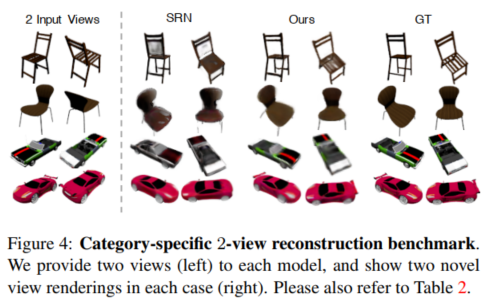 2 Input Views SRN Ours GT
Figure 4: Category-specific 2-view reconstruction benchmark.
We provide two views (left) to each model, and show two novel
view renderings in each case (right). Please also refer to Table 2.